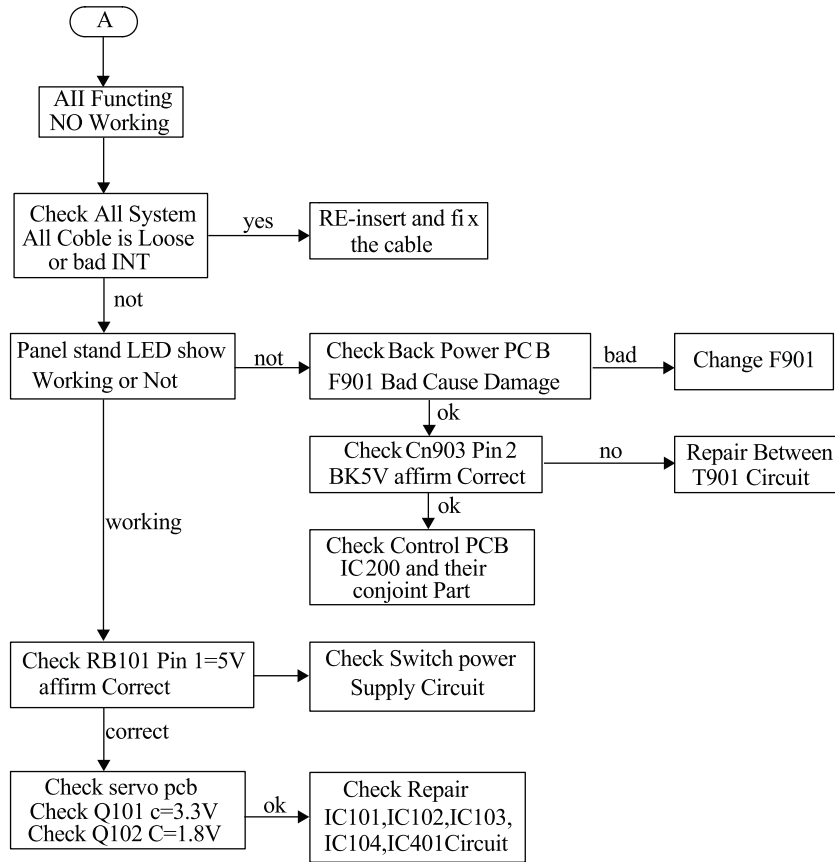 A
AII Functing
NO Working
Check All System
All Coble is Loose
or bad INT
yes
RE-insert and fix
the cable
not
Panel stand LED show
Working or Not
not
Check Back Power PCB
F901 Bad Cause Damage
bad
Change F901
ok
Check Cn903 Pin 2
BK5V affirm Correct
no
Repair Between
T901 Circuit
ok
working
Check Control PCB
IC200 and their
conjoint Part
Check RB101 Pin 1=5V
affirm Correct
Check Switch power
Supply Circuit
correct
Check servo pcb
Check Q101 c=3.3V
Check Q102 C=1.8V
ok
Check Repair
IC101,IC102,IC103,
IC104,IC401Circuit